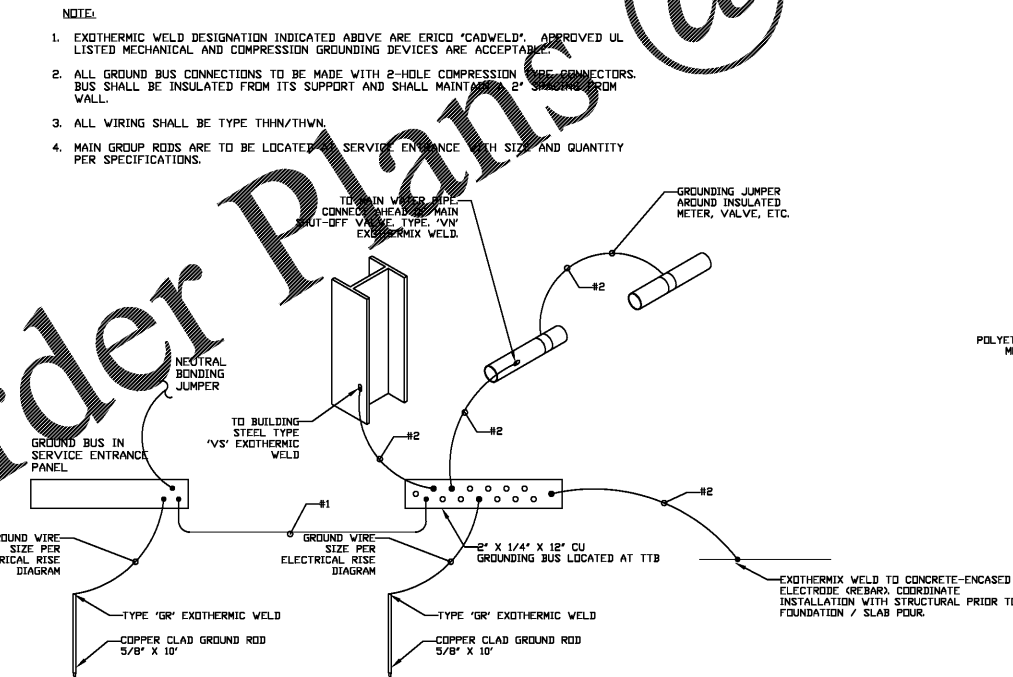 NOTE:
1. EXOTHERMIC WELD DESIGNATION INDICATED ABOVE ARE ERICO "CADWELD". APPROVED UL
LISTED MECHANICAL AND COMPRESSION GROUNDING DEVICES ARE ACCEPTABLE.
2. ALL GROUND BUS CONNECTIONS TO BE MADE WITH 2-HOLE COMPRESSION TYPE CONNECTORS.
BUS SHALL BE INSULATED FROM ITS SUPPORT AND SHALL MAINTAIN A 2" SPACING FROM
WALL.
3. ALL WIRING SHALL BE TYPE THHN/THWN.
4. MAIN GROUP RODS ARE TO BE LOCATED AT SERVICE ENTRANCE WITH SIZE AND QUANTITY
PER SPECIFICATIONS.
rder Plans @
TO MAIN WATER PIPE.
CONNECT AHEAD OF MAIN
SHUT-OFF VALVE. TYPE. 'VN'
EXOTHERMIX WELD.
GROUNDING JUMPER
AROUND INSULATED
METER, VALVE, ETC.
#2
POLYET
NEUTRAL
BONDING
JUMPER
TO BUILDING
STEEL TYPE
'VS' EXOTHERMIC
WELD
#2
#2
GROUND BUS IN
SERVICE ENTRANCE
PANEL
#1
#2
OUND WIRE
SIZE PER
RICAL RISE
DIAGRAM
GROUND WIRE
SIZE PER
ELECTRICAL RISE
DIAGRAM
2" X 1/4" X 12" CU
GROUNDING BUS LOCATED AT TTB
EXOTHERMIX WELD TO CONCRETE-ENCASED
ELECTRODE (REBAR). COORDINATE
INSTALLATION WITH STRUCTURAL PRIOR TO
FOUNDATION / SLAB POUR.
TYPE 'GR' EXOTHERMIC WELD
COPPER CLAD GROUND ROD
5/8" X 10'
TYPE 'GR' EXOTHERMIC WELD
COPPER CLAD GROUND ROD
5/8" X 10'